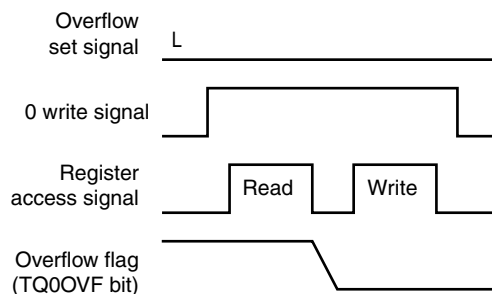 Overflow
set signal
L
0 write signal
Register
access signal
Read
Write
Overflow flag
(TQ0OVF bit)